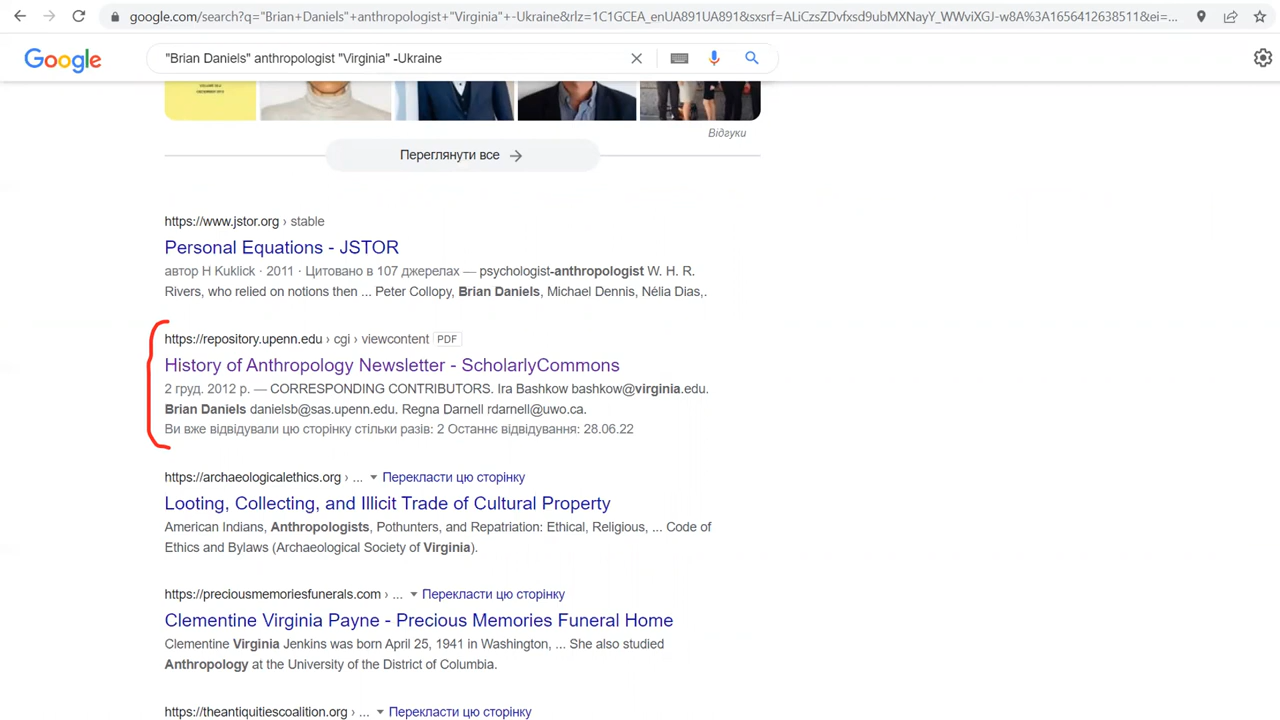 google.com/search?q="Brian+Daniels"+anthropologist+"Virginia"+-Ukraine&rlz=1C1GCEA_enUA891UA891&sxsrf=ALiCzsZDvfxsd9ubMXNayY_WWviXGJ-w8A%3A1656412638511&ei=...
Google
"Brian Daniels" anthropologist "Virginia" -Ukraine
Відгуки
Переглянути все
https://www.jstor.org › stable
Personal Equations - JSTOR
автор H Kuklick · 2011 · Цитовано в 107 джерелах — psychologist-anthropologist W. H. R.
Rivers, who relied on notions then ... Peter Collopy, Brian Daniels, Michael Dennis, Nélia Dias,.
https://repository.upenn.edu › cgi › viewcontent PDF
History of Anthropology Newsletter - ScholarlyCommons
2 груд. 2012 р. — CORRESPONDING CONTRIBUTORS. Ira Bashkow bashkow@virginia.edu.
Brian Daniels danielsb@sas.upenn.edu. Regna Darnell rdarnell@uwo.ca.
Ви вже відвідували цю сторінку стільки разів: 2 Останнє відвідування: 28.06.22
https://archaeologicalethics.org › ... Перекласти цю сторінку
Looting, Collecting, and Illicit Trade of Cultural Property
American Indians, Anthropologists, Pothunters, and Repatriation: Ethical, Religious, ... Code of
Ethics and Bylaws (Archaeological Society of Virginia).
https://preciousmemoriesfunerals.com › ... Перекласти цю сторінку
Clementine Virginia Payne - Precious Memories Funeral Home
Clementine Virginia Jenkins was born April 25, 1941 in Washington, ... She also studied
Anthropology at the University of the District of Columbia.
https://theantiquitiescoalition.org › ... Перекласти цю сторінку